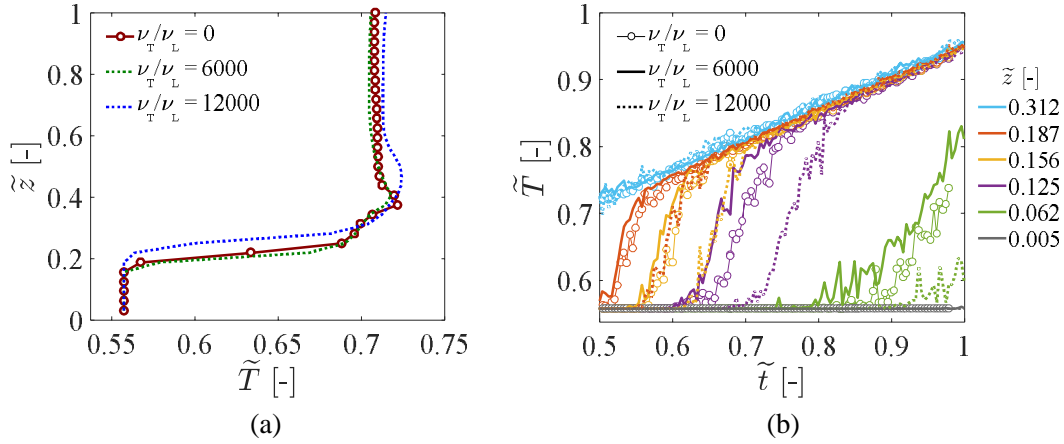 1
0.8
0.6
0.4
0.2
0
z̃ [-]
0.55 0.6 0.65 0.7 0.75
T̃ [-]
ν_T/ν_L = 0
ν_T/ν_L = 6000
ν_T/ν_L = 12000
(a)
1
0.9
0.8
0.7
0.6
T̃ [-]
0.5 0.6 0.7 0.8 0.9 1
t̃ [-]
ν_T/ν_L = 0
ν_T/ν_L = 6000
ν_T/ν_L = 12000
(b)
z̃ [-]
0.312
0.187
0.156
0.125
0.062
0.005